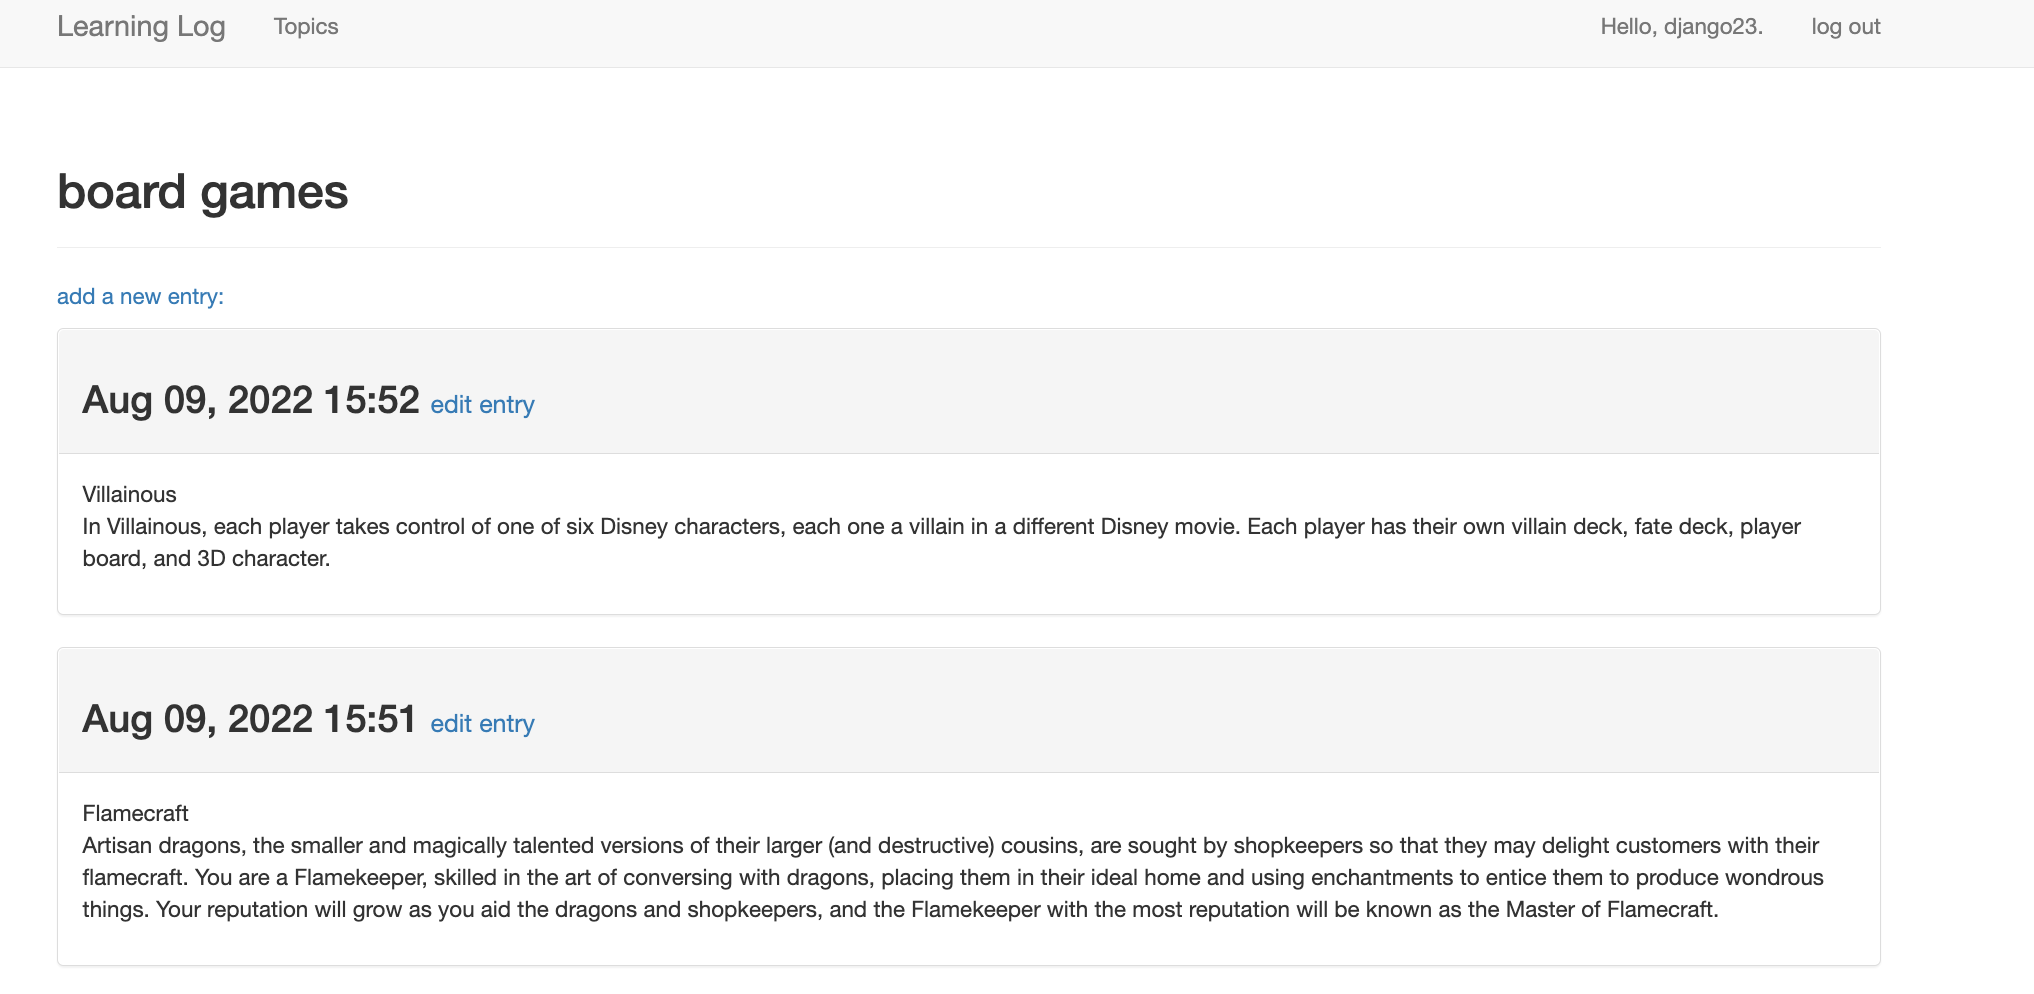 Learning Log Topics Hello, django23. log out
board games
add a new entry:
Aug 09, 2022 15:52 edit entry
Villainous
In Villainous, each player takes control of one of six Disney characters, each one a villain in a different Disney movie. Each player has their own villain deck, fate deck, player
board, and 3D character.
Aug 09, 2022 15:51 edit entry
Flamecraft
Artisan dragons, the smaller and magically talented versions of their larger (and destructive) cousins, are sought by shopkeepers so that they may delight customers with their
flamecraft. You are a Flamekeeper, skilled in the art of conversing with dragons, placing them in their ideal home and using enchantments to entice them to produce wondrous
things. Your reputation will grow as you aid the dragons and shopkeepers, and the Flamekeeper with the most reputation will be known as the Master of Flamecraft.